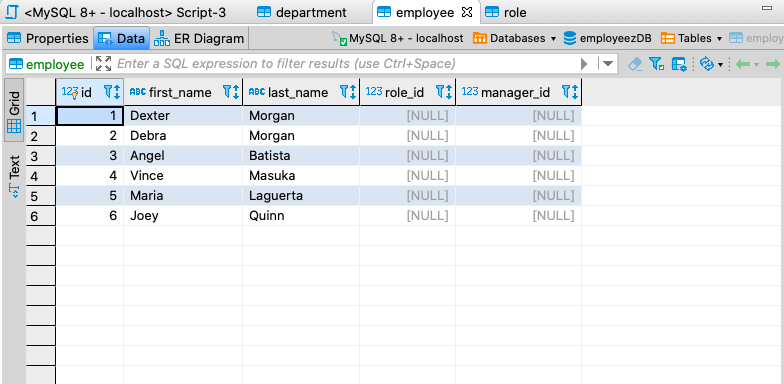 <MySQL 8+ - localhost> Script-3 department employee role
Properties Data ER Diagram MySQL 8+ - localhost Databases employeezDB Tables employ
employee Enter a SQL expression to filter results (use Ctrl+Space)
Grid
Text
123 id ABC first_name ABC last_name 123 role_id 123 manager_id
1 1 Dexter Morgan [NULL] [NULL]
2 2 Debra Morgan [NULL] [NULL]
3 3 Angel Batista [NULL] [NULL]
4 4 Vince Masuka [NULL] [NULL]
5 5 Maria Laguerta [NULL] [NULL]
6 6 Joey Quinn [NULL] [NULL]